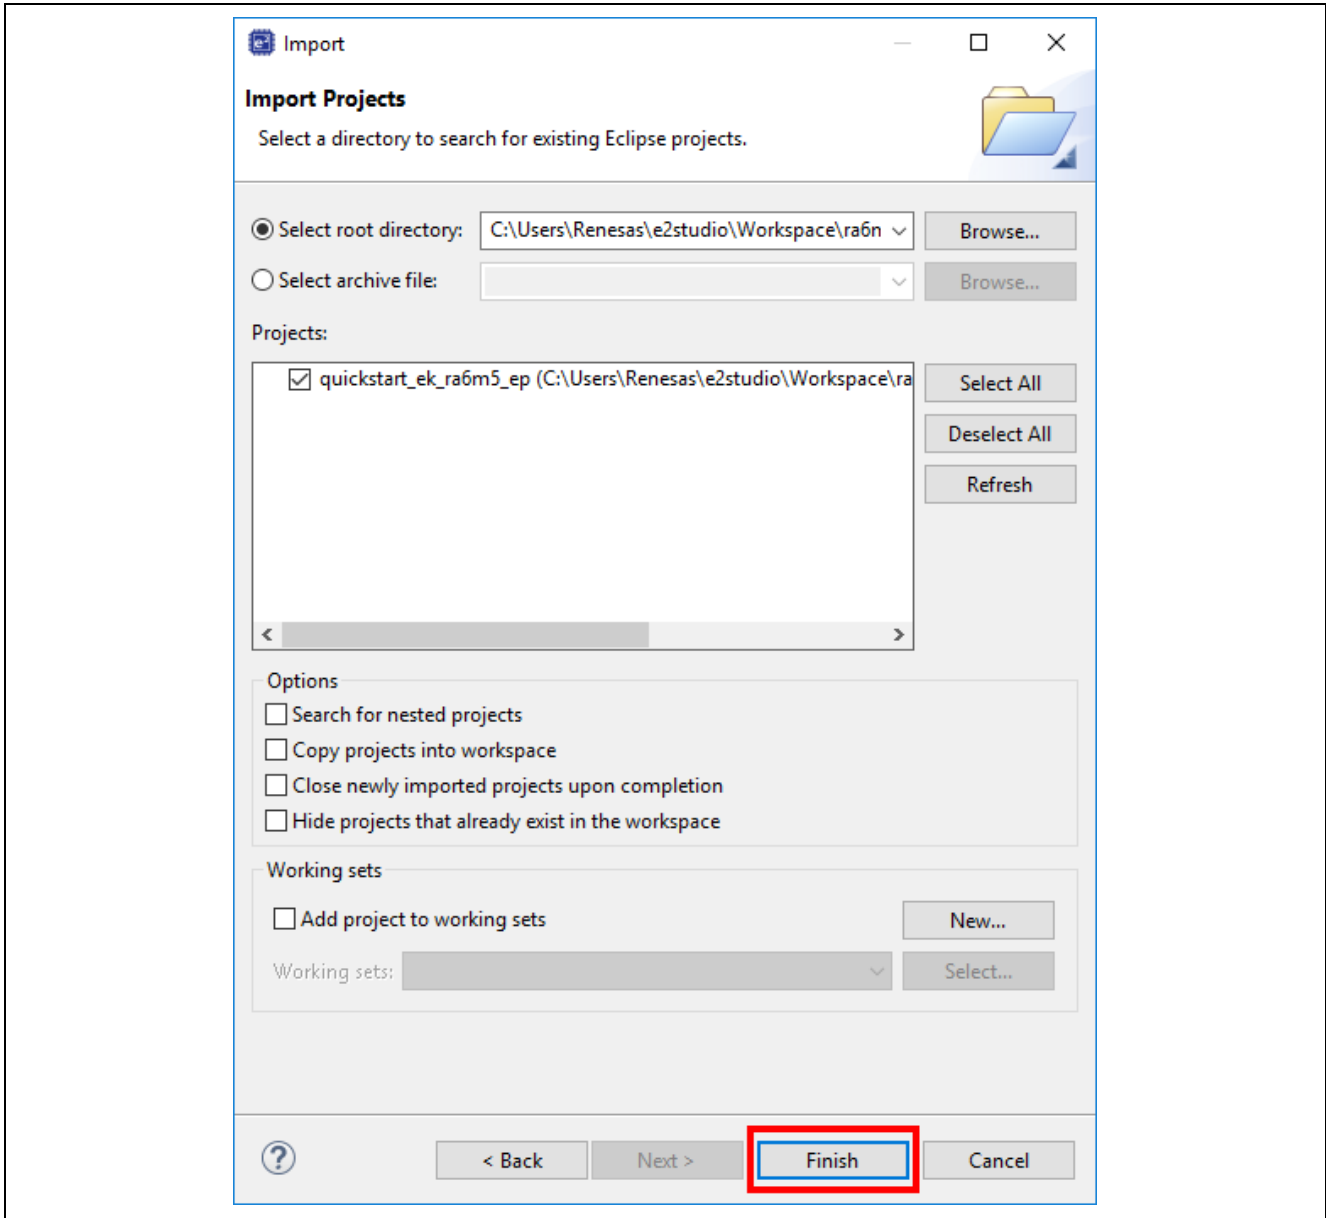 Import
Import Projects
Select a directory to search for existing Eclipse projects.
Select root directory: C:\Users\Renesas\e2studio\Workspace\ra6n Browse...
Select archive file: Browse...
Projects:
quickstart_ek_ra6m5_ep (C:\Users\Renesas\e2studio\Workspace\ra Select All
Deselect All
Refresh
Options
Search for nested projects
Copy projects into workspace
Close newly imported projects upon completion
Hide projects that already exist in the workspace
Working sets
Add project to working sets New...
Working sets: Select...
? < Back Next > Finish Cancel